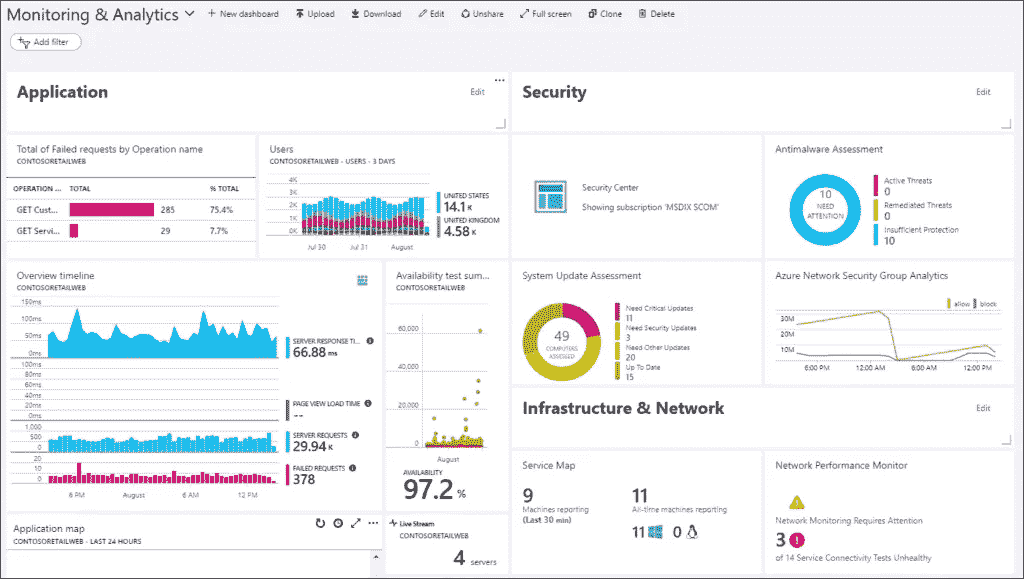 Monitoring & Analytics
+ New dashboard Upload Download Edit Unshare Full screen Clone Delete
Add filter
Application
Edit
Security
Edit
Total of Failed requests by Operation name
CONTOSORETAILWEB
OPERATION ... TOTAL % TOTAL
GET Cust... 285 75.4%
GET Servi... 29 7.7%
Users
CONTOSORETAILWEB - USERS - 3 DAYS
4K
3K
2K
1K
0K
Jul 30 Jul 31 August
UNITED STATES
14.1 K
UNITED KINGDOM
4.58 K
Security Center
Showing subscription 'MSDIX SCOM'
Antimalware Assessment
10
NEED
ATTENTION
Active Threats
0
Remediated Threats
0
Insufficient Protection
10
Overview timeline
CONTOSORETAILWEB
150ms
100ms
50ms
0ms
SERVER RESPONSE TI...
66.88 ms
100ms
80ms
60ms
40ms
20ms
0ms
PAGE VIEW LOAD TIME
--
1,000
500
0
SERVER REQUESTS
29.94 K
20
10
0
FAILED REQUESTS
378
6 PM August 6 AM 12 PM
Availability test sum...
CONTOSORETAILWEB
60,000
40,000
20,000
0
August
AVAILABILITY
97.2 %
System Update Assessment
49
COMPUTERS
ASSESSED
Need Critical Updates
11
Need Security Updates
3
Need Other Updates
20
Up To Date
15
Azure Network Security Group Analytics
allow block
30M
20M
10M
6:00 PM 12:00 AM 6:00 AM 12:00 PM
Infrastructure & Network
Edit
Service Map
9
Machines reporting
(Last 30 min)
11
All-time machines reporting
11 0
Network Performance Monitor
Network Monitoring Requires Attention
3
of 14 Service Connectivity Tests Unhealthy
Application map
CONTOSORETAILWEB - LAST 24 HOURS
Live Stream
CONTOSORETAILWEB
4 servers